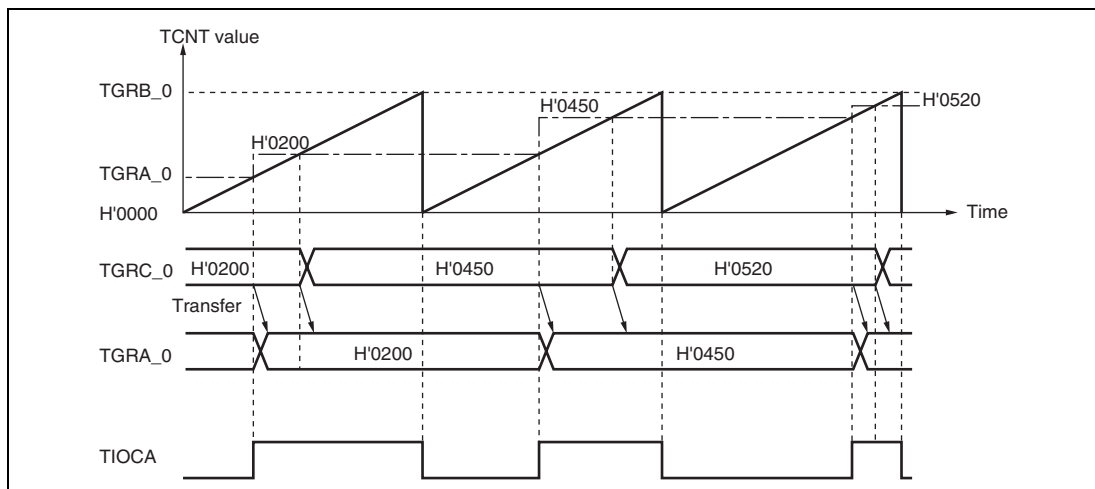 TCNT value
TGRB_0
H'0520
H'0450
H'0200
TGRA_0
H'0000
Time
TGRC_0
H'0200
H'0450
H'0520
Transfer
TGRA_0
H'0200
H'0450
TIOCA